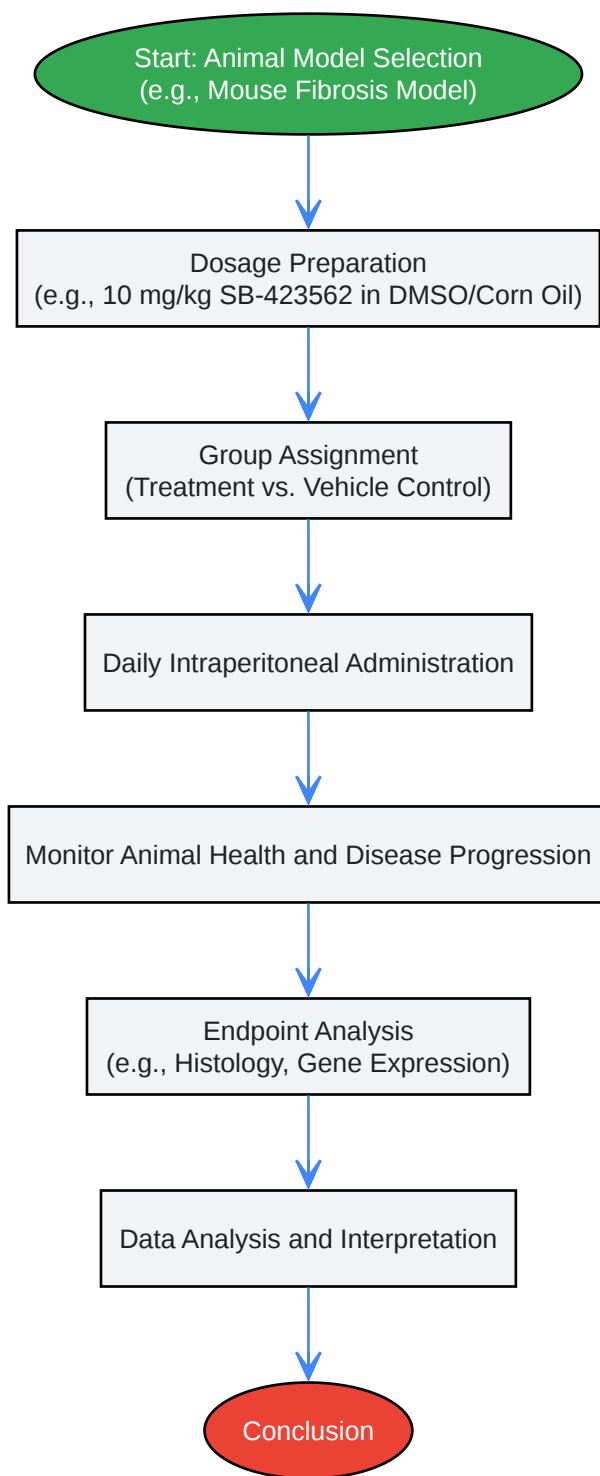 Start: Animal Model Selection
(e.g., Mouse Fibrosis Model)
Dosage Preparation
(e.g., 10 mg/kg SB-423562 in DMSO/Corn Oil)
Group Assignment
(Treatment vs. Vehicle Control)
Daily Intraperitoneal Administration
Monitor Animal Health and Disease Progression
Endpoint Analysis
(e.g., Histology, Gene Expression)
Data Analysis and Interpretation
Conclusion